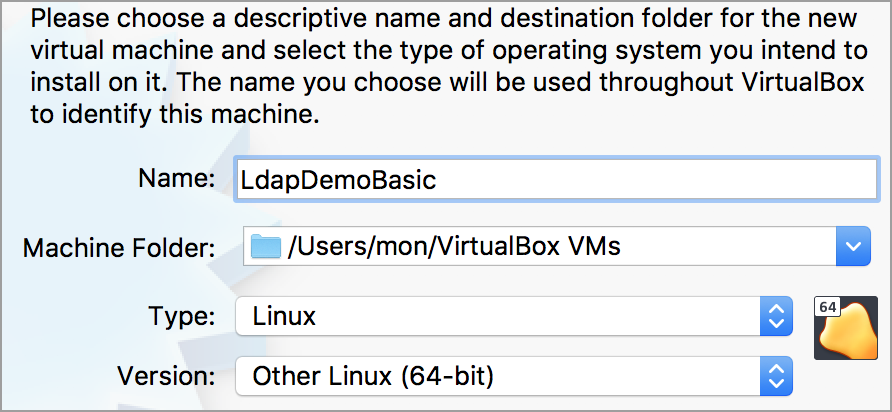 Please choose a descriptive name and destination folder for the new
virtual machine and select the type of operating system you intend to
install on it. The name you choose will be used throughout VirtualBox
to identify this machine.
Name: LdapDemoBasic
Machine Folder: /Users/mon/VirtualBox VMs
Type: Linux
64
Version: Other Linux (64-bit)